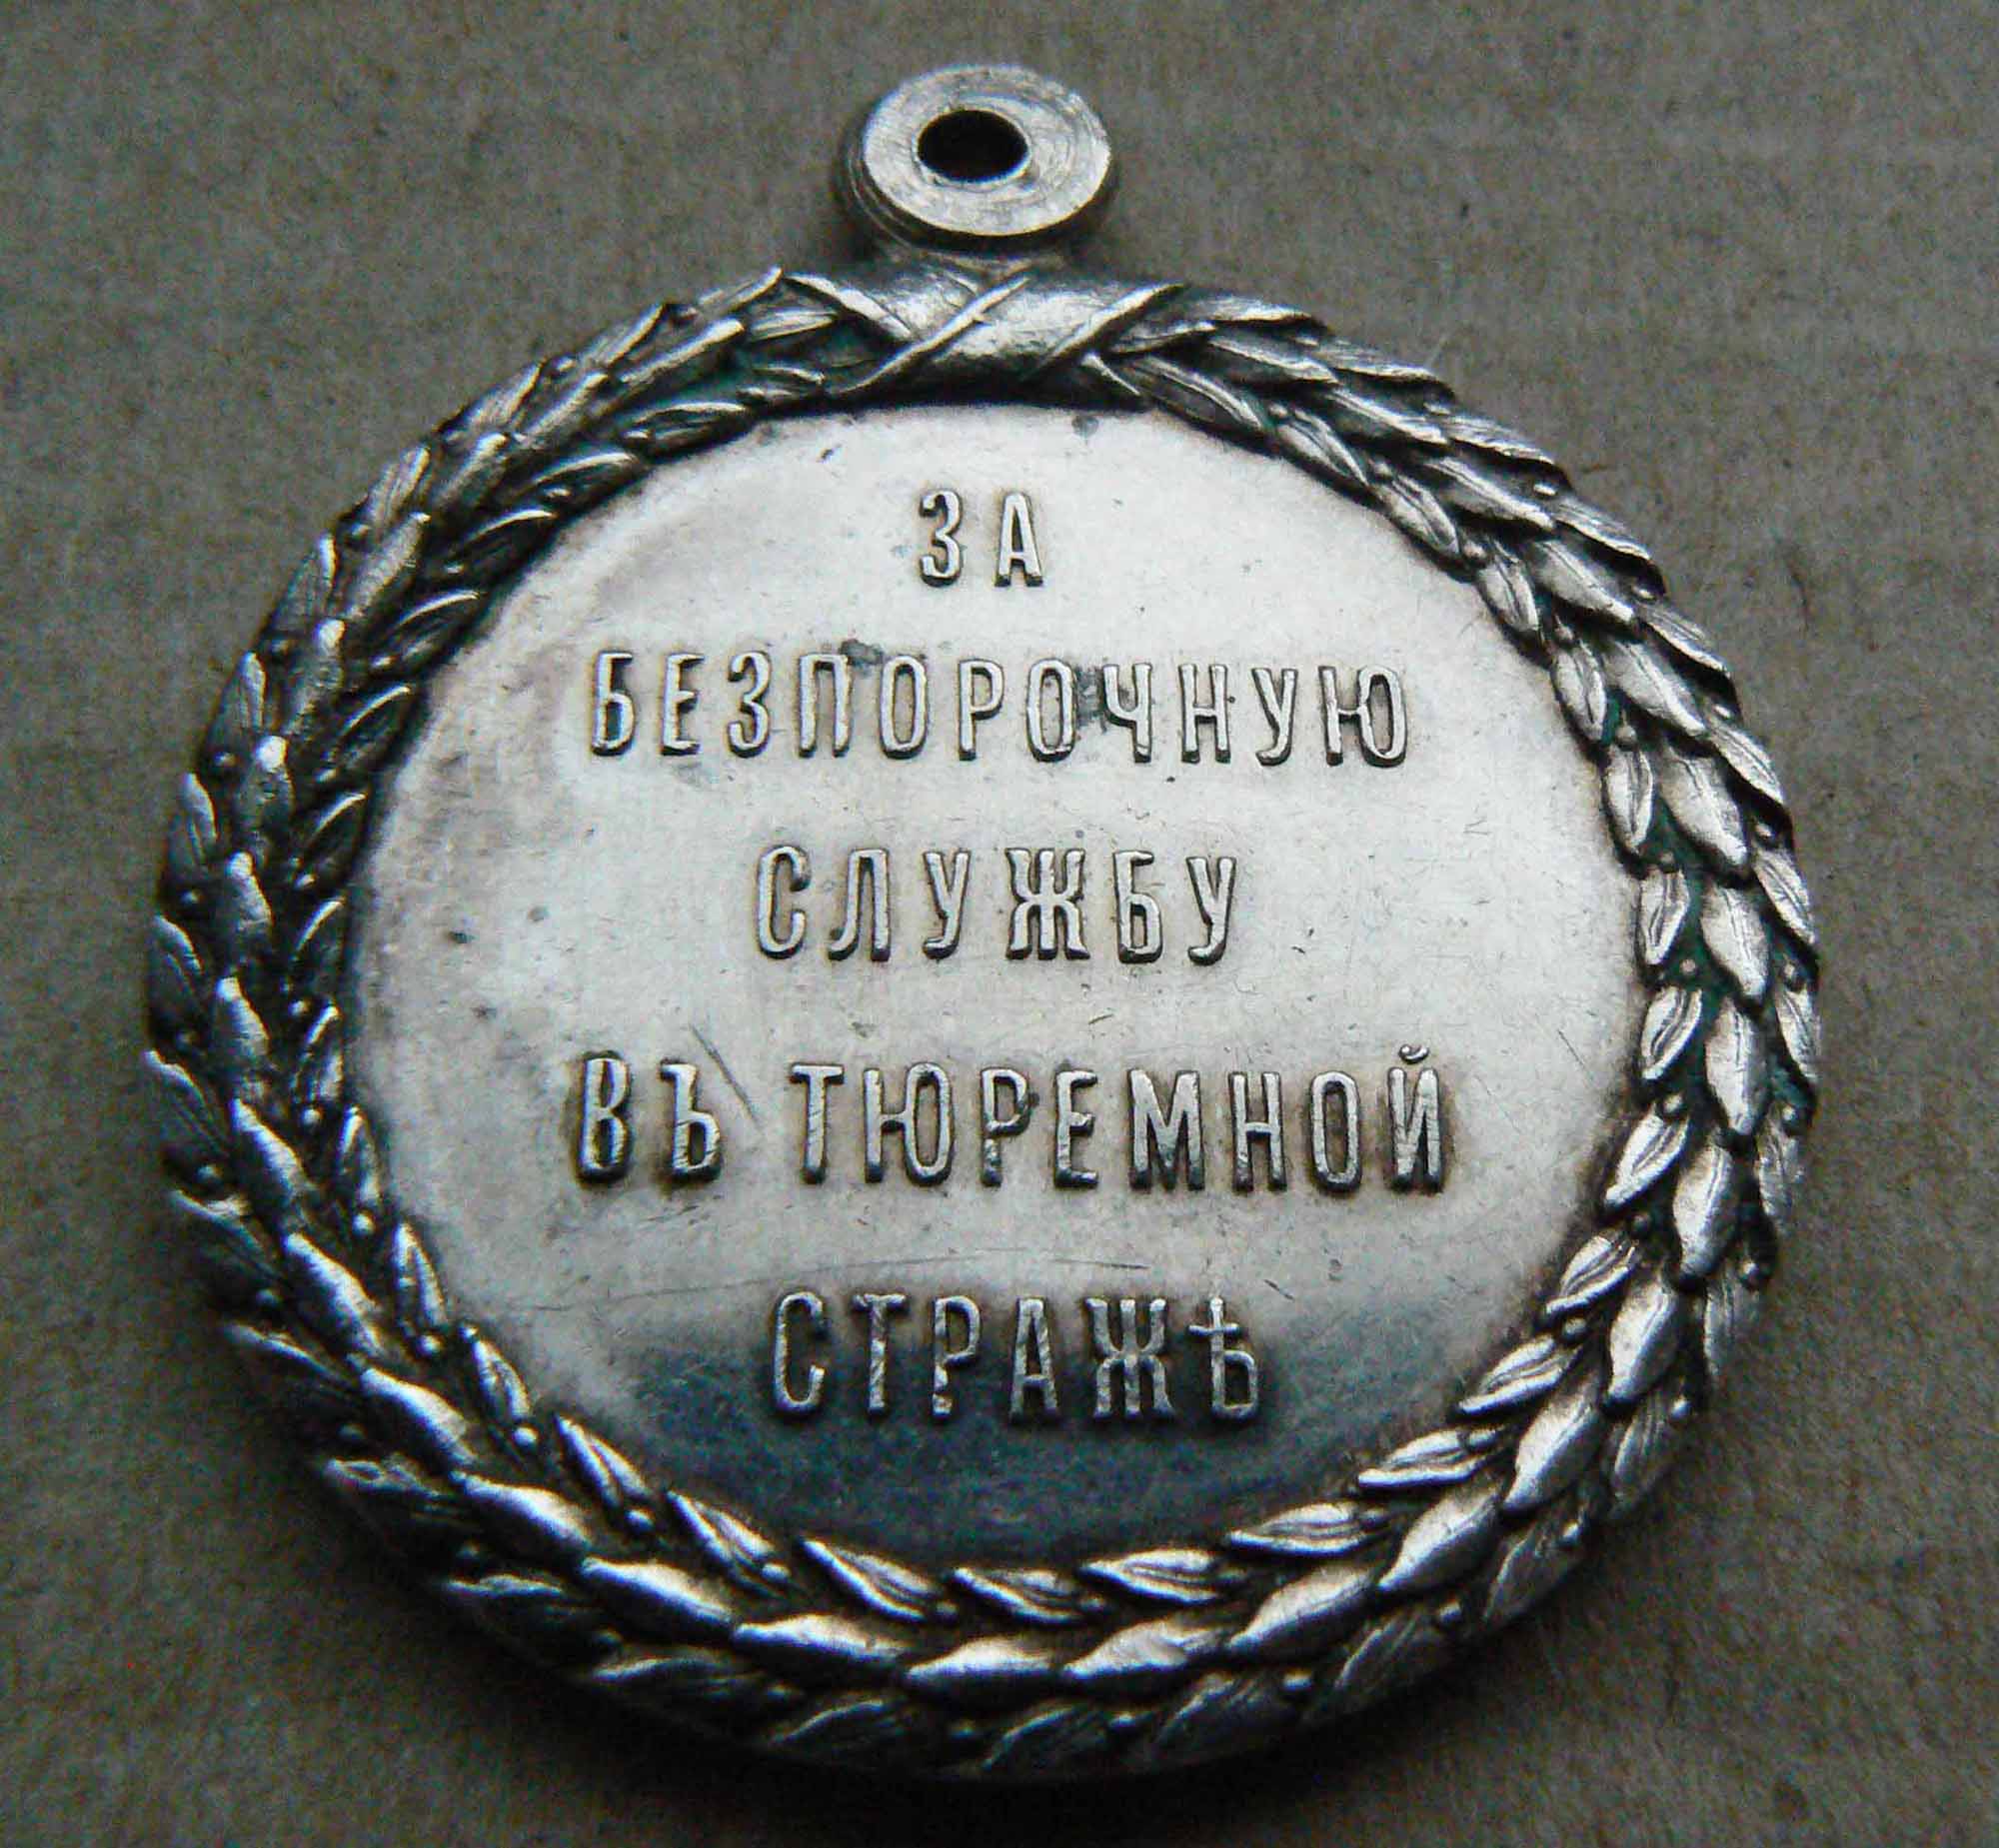 ЗА
БЕЗПОРОЧНУЮ
СЛУЖБУ
ВЪ ТЮРЕМНОЙ
СТРАЖѢ